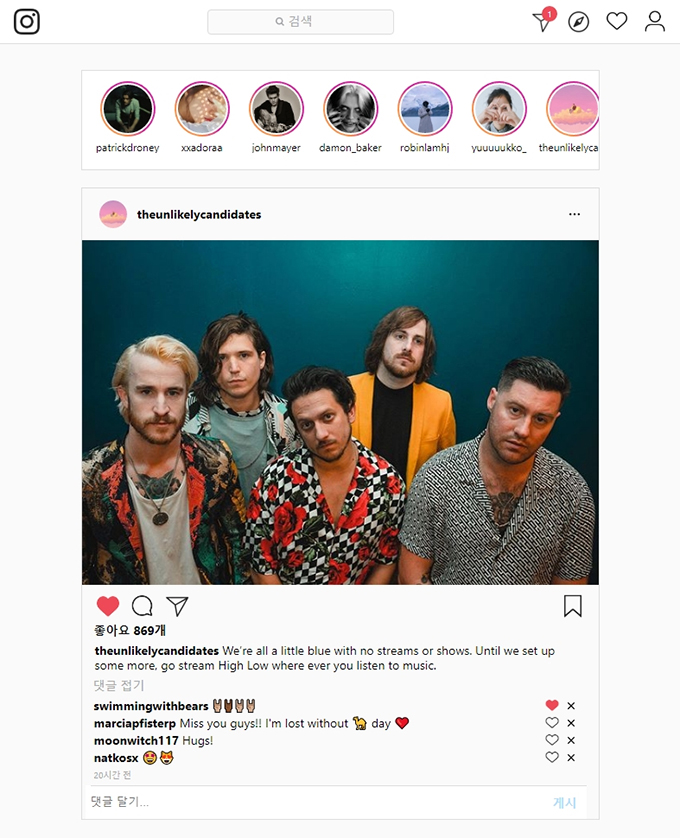 검색
1
patrickdroney xxadoraa johnmayer damon_baker robinlamhj yuuuuukko_ theunlikelyca
theunlikelycandidates
좋아요 869개
theunlikelycandidates We're all a little blue with no streams or shows. Until we set up
some more, go stream High Low where ever you listen to music.
댓글 접기
swimmingwithbears
marciapfisterp Miss you guys!! I'm lost without 🐪 day ❤️
moonwitch117 Hugs!
natkosx 🤩😻
20시간 전
댓글 달기... 게시